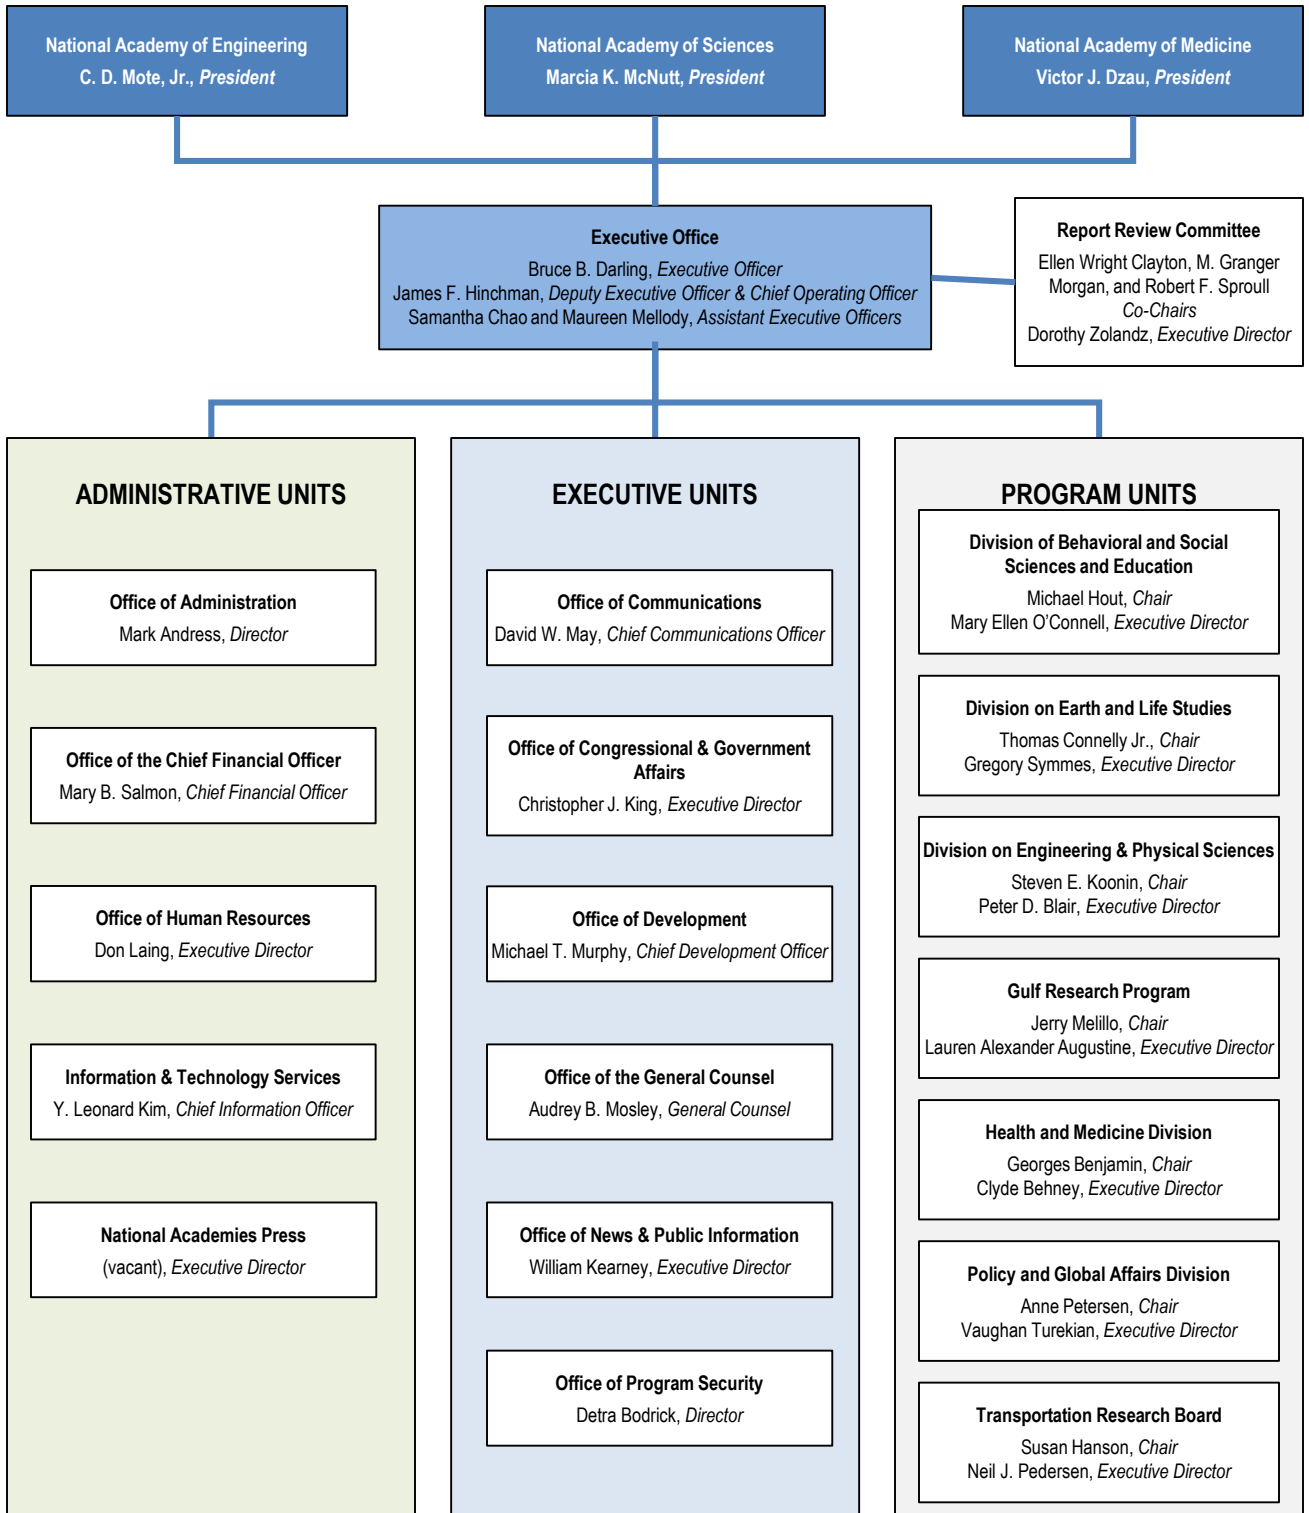 National Academy of Engineering
C. D. Mote, Jr., President
National Academy of Sciences
Marcia K. McNutt, President
National Academy of Medicine
Victor J. Dzau, President
Executive Office
Bruce B. Darling, Executive Officer
James F. Hinchman, Deputy Executive Officer & Chief Operating Officer
Samantha Chao and Maureen Mellody, Assistant Executive Officers
Report Review Committee
Ellen Wright Clayton, M. Granger
Morgan, and Robert F. Sproull
Co-Chairs
Dorothy Zolandz, Executive Director
ADMINISTRATIVE UNITS
Office of Administration
Mark Andress, Director
Office of the Chief Financial Officer
Mary B. Salmon, Chief Financial Officer
Office of Human Resources
Don Laing, Executive Director
Information & Technology Services
Y. Leonard Kim, Chief Information Officer
National Academies Press
(vacant), Executive Director
EXECUTIVE UNITS
Office of Communications
David W. May, Chief Communications Officer
Office of Congressional & Government
Affairs
Christopher J. King, Executive Director
Office of Development
Michael T. Murphy, Chief Development Officer
Office of the General Counsel
Audrey B. Mosley, General Counsel
Office of News & Public Information
William Kearney, Executive Director
Office of Program Security
Detra Bodrick, Director
PROGRAM UNITS
Division of Behavioral and Social
Sciences and Education
Michael Hout, Chair
Mary Ellen O’Connell, Executive Director
Division on Earth and Life Studies
Thomas Connelly Jr., Chair
Gregory Symmes, Executive Director
Division on Engineering & Physical Sciences
Steven E. Koonin, Chair
Peter D. Blair, Executive Director
Gulf Research Program
Jerry Melillo, Chair
Lauren Alexander Augustine, Executive Director
Health and Medicine Division
Georges Benjamin, Chair
Clyde Behney, Executive Director
Policy and Global Affairs Division
Anne Petersen, Chair
Vaughan Turekian, Executive Director
Transportation Research Board
Susan Hanson, Chair
Neil J. Pedersen, Executive Director